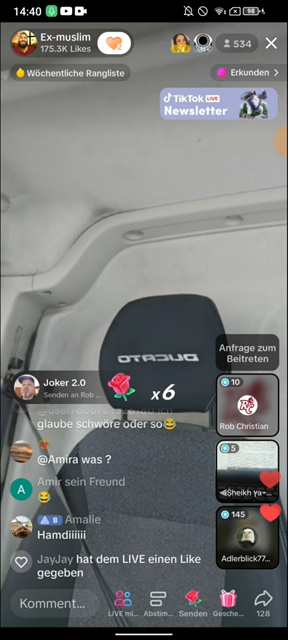 14:40
98
Ex-muslim
175.3K Likes
534
Wöchentliche Rangliste
Erkunden >
TikTok LIVE
Newsletter
DUCATO
Anfrage zum
Beitreten
Joker 2.0
Senden an Rob ...
x6
10
Rob Christian
glaube schwöre oder so😂
@Amira was ?
5
Amir sein Freund
😂
8 Amalie
Hamdiiiiiii
145
Adlerblick77...
JayJay hat dem LIVE einen Like
gegeben
Komment...
LIVE mi...
Abstim...
Senden
Gesche...
128